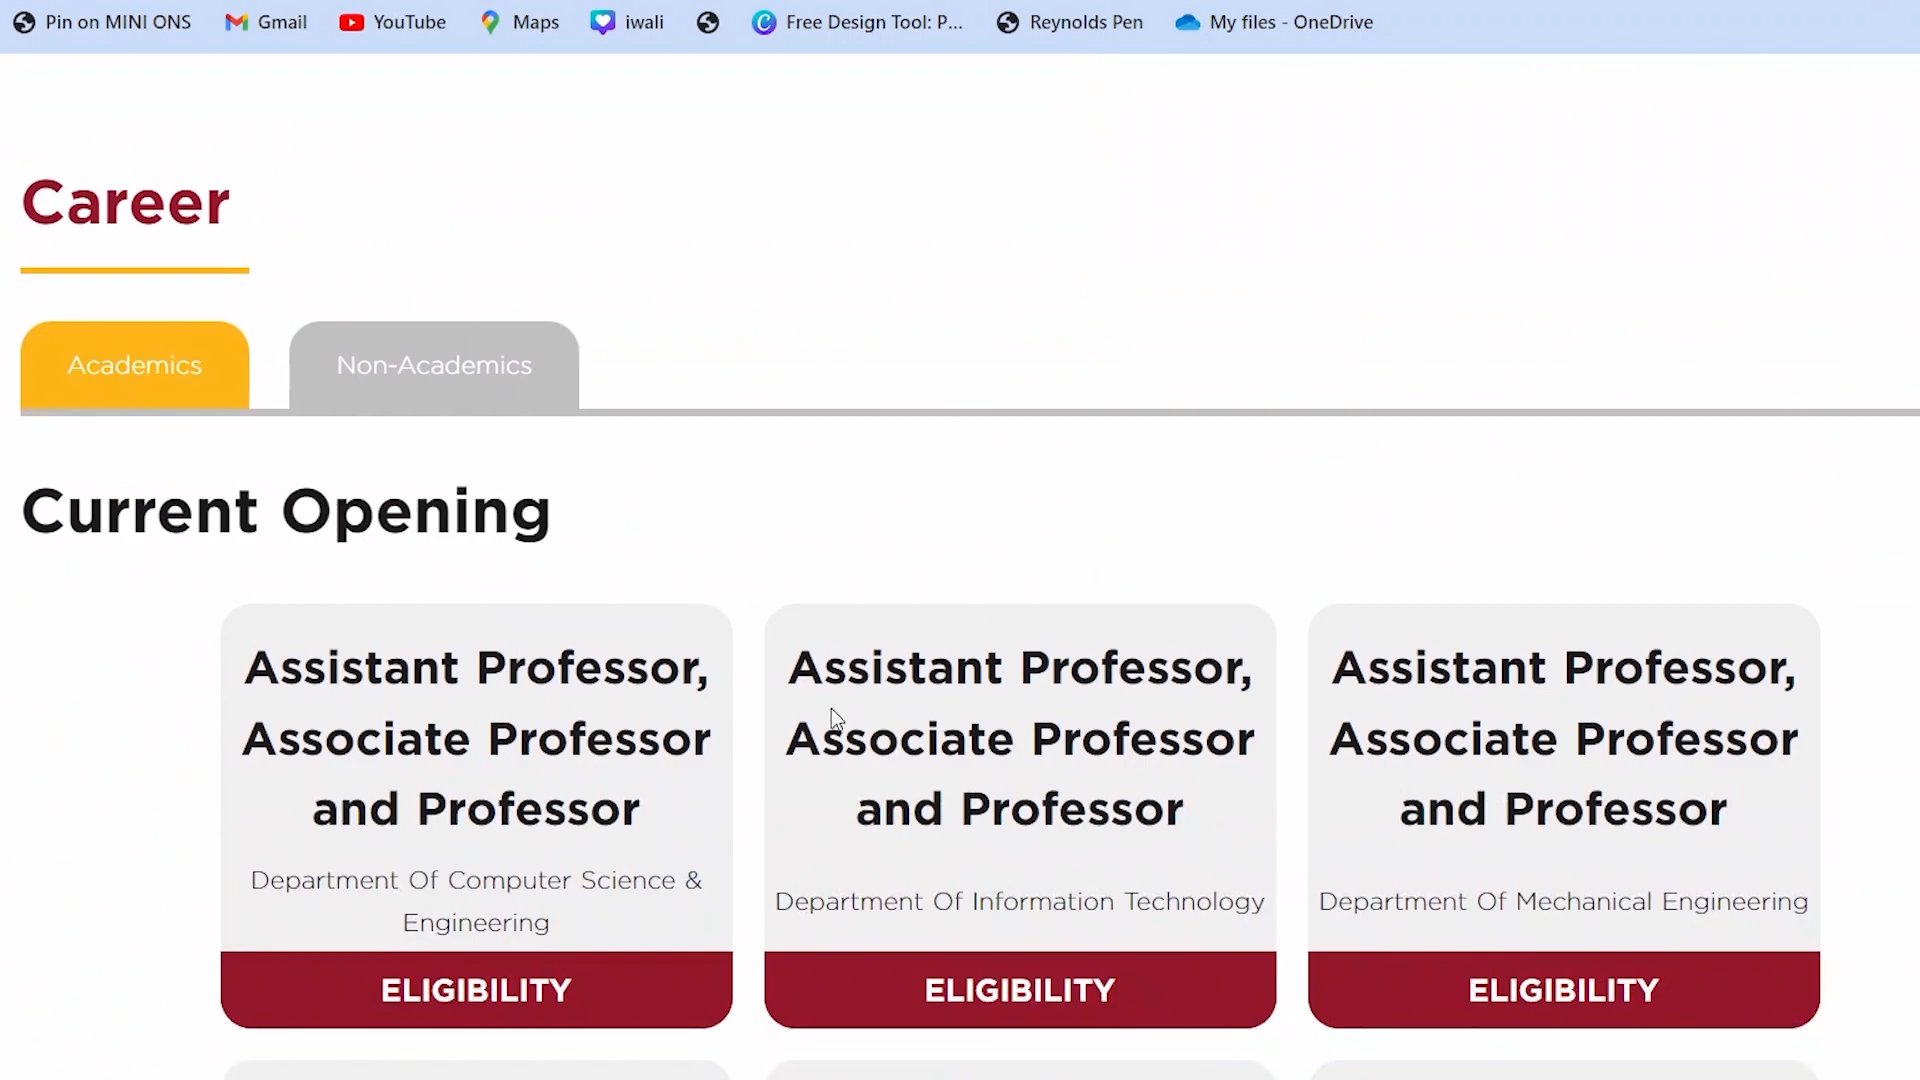 Pin on MINI ONS Gmail YouTube Maps iwali Free Design Tool: P... Reynolds Pen My files - OneDrive
Career
Academics Non-Academics
Current Opening
Assistant Professor,
Associate Professor
and Professor
Department Of Computer Science &
Engineering
ELIGIBILITY
Assistant Professor,
Associate Professor
and Professor
Department Of Information Technology
ELIGIBILITY
Assistant Professor,
Associate Professor
and Professor
Department Of Mechanical Engineering
ELIGIBILITY